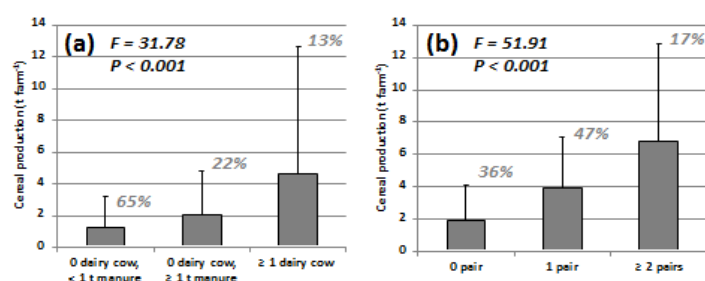 (a)
F = 31.78
P < 0.001
13%
22%
65%
Cereal production (t farm⁻¹)
14
12
10
8
6
4
2
0
0 dairy cow,
< 1 t manure
0 dairy cow,
≥ 1 t manure
≥ 1 dairy cow
(b)
F = 51.91
P < 0.001
17%
47%
36%
Cereal production (t farm⁻¹)
14
12
10
8
6
4
2
0
0 pair
1 pair
≥ 2 pairs